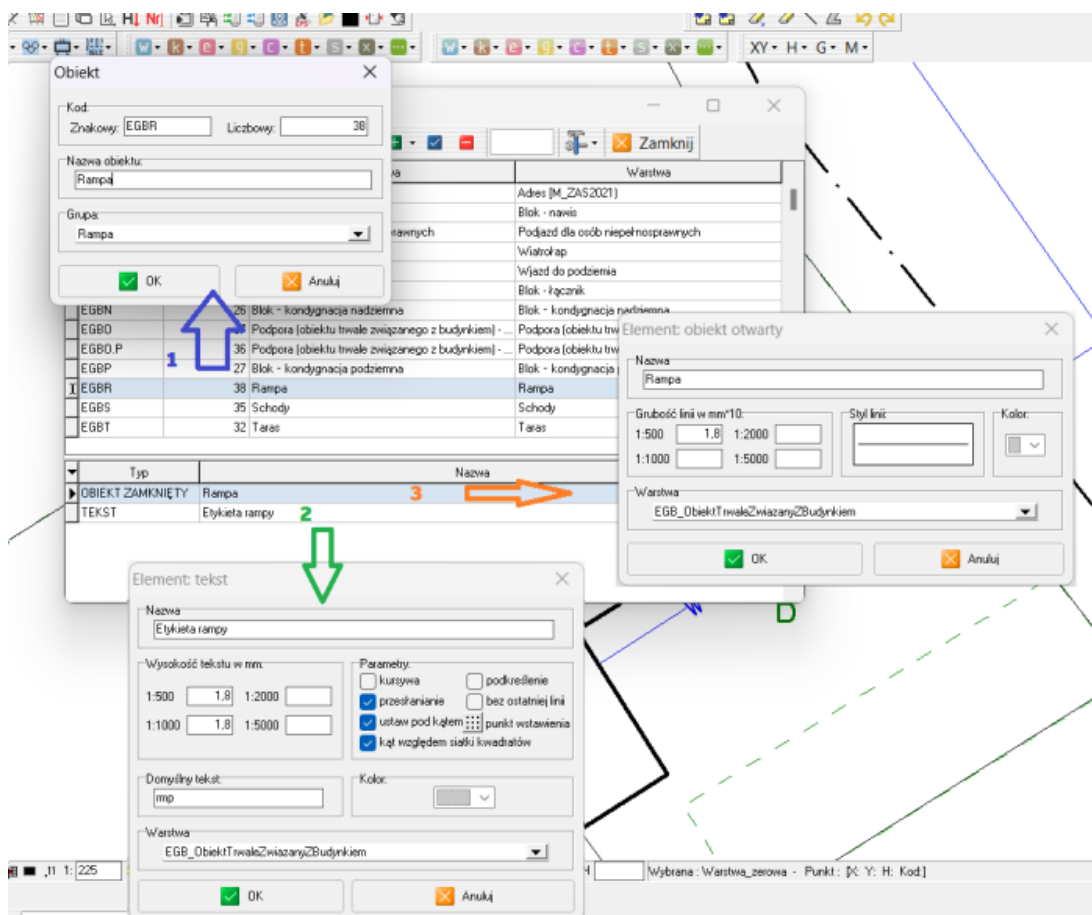 H↓ Nr
w k e g c t s x w k e g c t s x XY H G M
Obiekt
Kod:
Znakowy: EGBR Liczbowy: 38
Nazwa obiektu:
Rampa
Grupa:
Rampa
OK Anuluj
Zamknij
Warstwa
Adres [M_ZAS2021]
Blok - nawis
Podjazd dla osób niepełnosprawnych
Wiatrołap
Wjazd do podziemia
Blok - łącznik
EGBN 26 Blok - kondygnacja nadziemna Blok - kondygnacja nadziemna
EGBO Podpora (obiektu trwale związanego z budynkiem) - ... Podpora (obiektu trw
EGBO.P 36 Podpora (obiektu trwale związanego z budynkiem) - ... Podpora (obiektu trw
EGBP 27 Blok - kondygnacja podziemna Blok - kondygnacja
EGBR 38 Rampa Rampa
EGBS 35 Schody Schody
EGBT 32 Taras Taras
1
Typ Nazwa
OBIEKT ZAMKNIĘTY Rampa 3
TEKST Etykieta rampy 2
Element: obiekt otwarty
Nazwa
Rampa
Grubość linii w mm*10: Styl linii: Kolor:
1:500 1,8 1:2000
1:1000 1:5000
Warstwa
EGB_ObiektTrwaleZwiazanyZBudynkiem
OK Anuluj
Element: tekst
Nazwa
Etykieta rampy
Wysokość tekstu w mm: Parametry:
kursywa podkreślenie
1:500 1,8 1:2000 przesłanianie bez ostatniej linii
1:1000 1,8 1:5000 ustaw pod kątem punkt wstawienia
kąt względem siatki kwadratów
Domyślny tekst: Kolor:
rmp
Warstwa
EGB_ObiektTrwaleZwiazanyZBudynkiem
OK Anuluj
W D
1: 225 H Wybrana : Warstwa_zerowa - Punkt : [X: Y: H: Kod:]